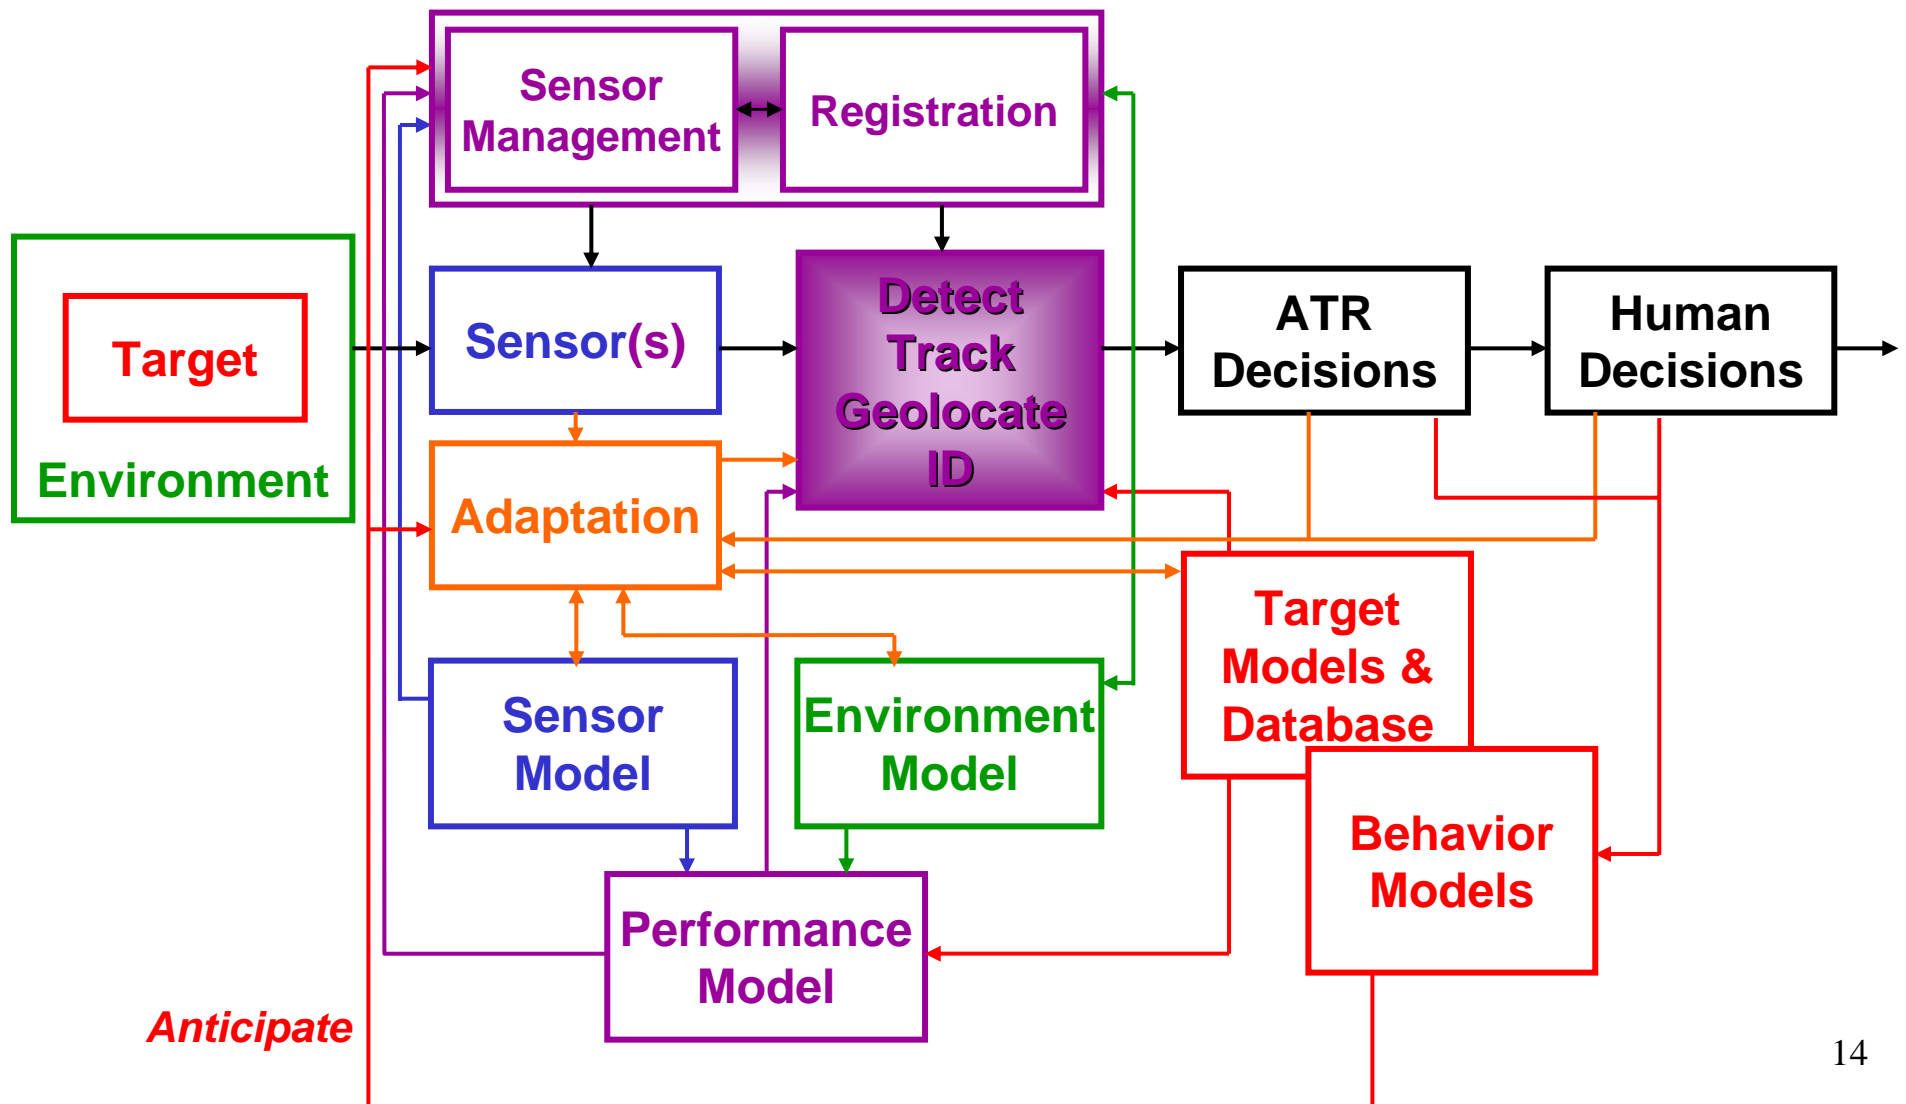 Sensor
Management
Registration
Target
Environment
Sensor(s)
Detect
Track
Geolocate
ID
ATR
Decisions
Human
Decisions
Adaptation
Target
Models &
Database
Sensor
Model
Environment
Model
Behavior
Models
Performance
Model
Anticipate
14